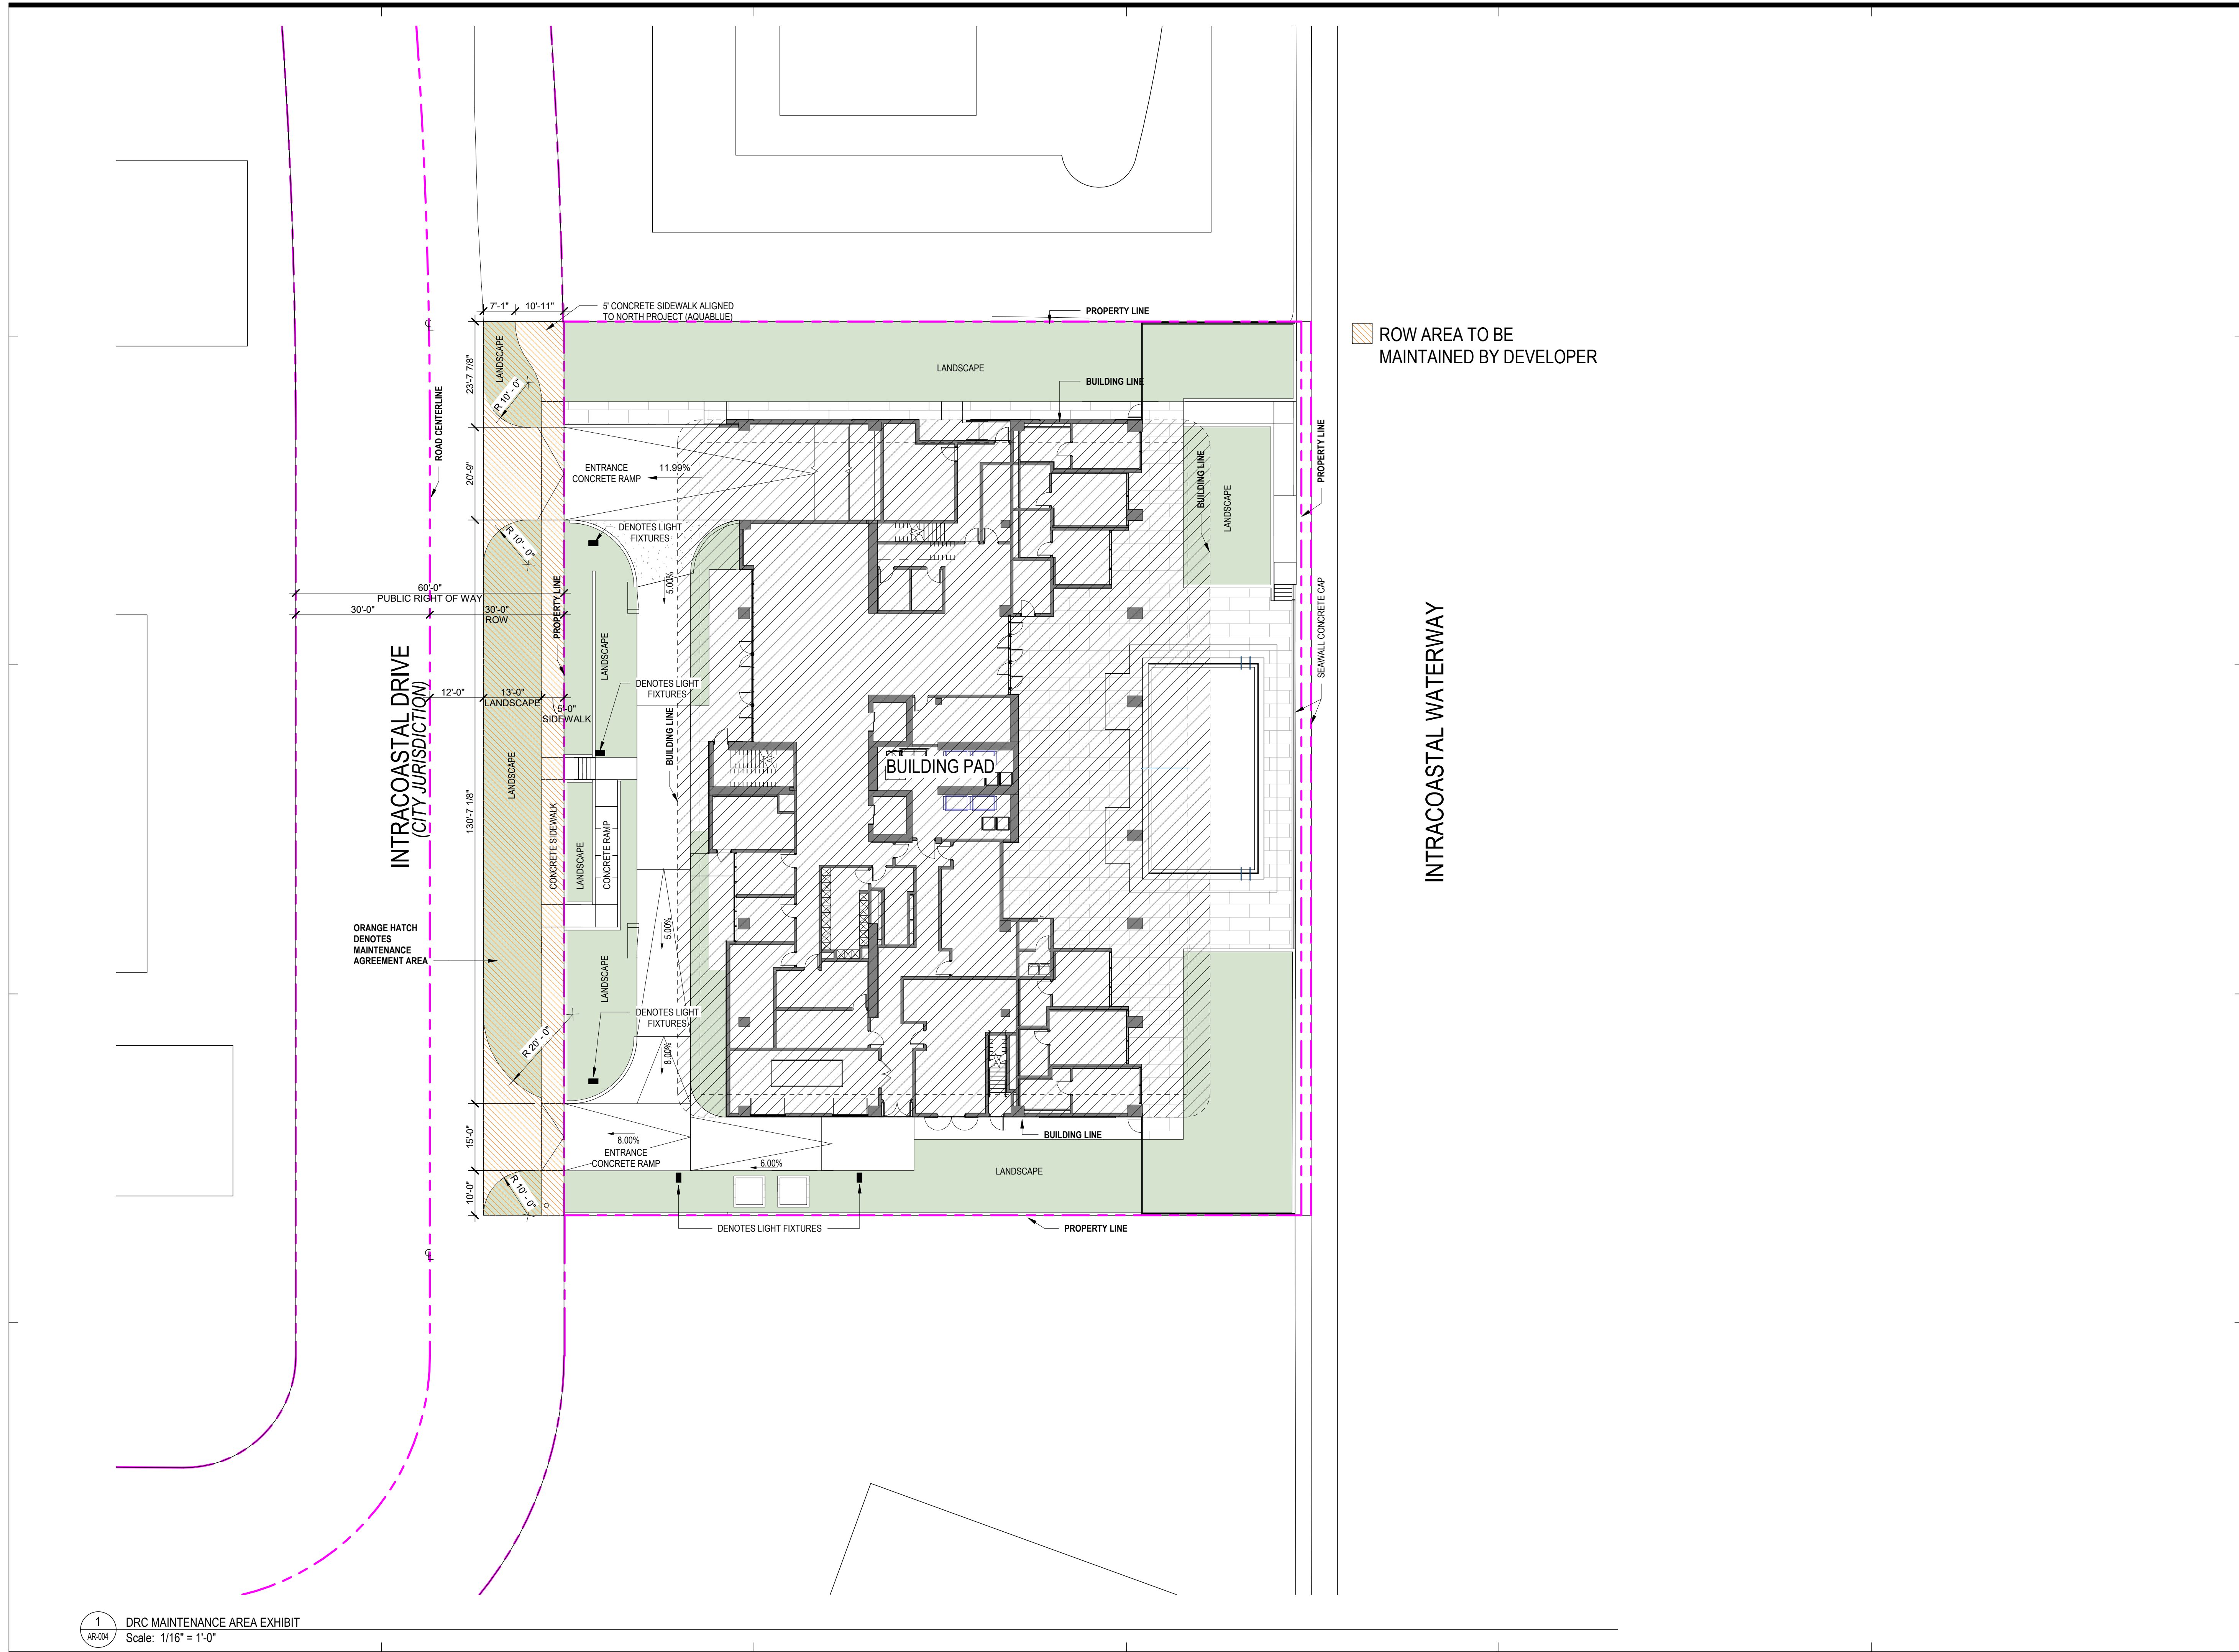 7'-1"
10'-11"
5' CONCRETE SIDEWALK ALIGNED
TO NORTH PROJECT (AQUABLUE)
PROPERTY LINE
ROW AREA TO BE
MAINTAINED BY DEVELOPER
LANDSCAPE
LANDSCAPE
BUILDING LINE
23'-7 7/8"
R 10' - 0"
ROAD CENTERLINE
20'-9"
ENTRANCE
CONCRETE RAMP
11.99%
BUILDING LINE
LANDSCAPE
PROPERTY LINE
R 10' - 0"
DENOTES LIGHT
FIXTURES
5.00%
60'-0"
PUBLIC RIGHT OF WAY
30'-0"
30'-0"
ROW
PROPERTY LINE
LANDSCAPE
SEAWALL CONCRETE CAP
INTRACOASTAL WATERWAY
INTRACOASTAL DRIVE
(CITY JURISDICTION)
12'-0"
13'-0"
LANDSCAPE
5'-0"
SIDEWALK
DENOTES LIGHT
FIXTURES
BUILDING LINE
BUILDING PAD
LANDSCAPE
130'-7 1/8"
CONCRETE SIDEWALK
LANDSCAPE
CONCRETE RAMP
ORANGE HATCH
DENOTES
MAINTENANCE
AGREEMENT AREA
5.00%
LANDSCAPE
DENOTES LIGHT
FIXTURES
R 20' - 0"
8.00%
15'-0"
8.00%
ENTRANCE
CONCRETE RAMP
6.00%
BUILDING LINE
LANDSCAPE
10'-0"
R 10' - 0"
DENOTES LIGHT FIXTURES
PROPERTY LINE
1
AR-004
DRC MAINTENANCE AREA EXHIBIT
Scale: 1/16" = 1'-0"